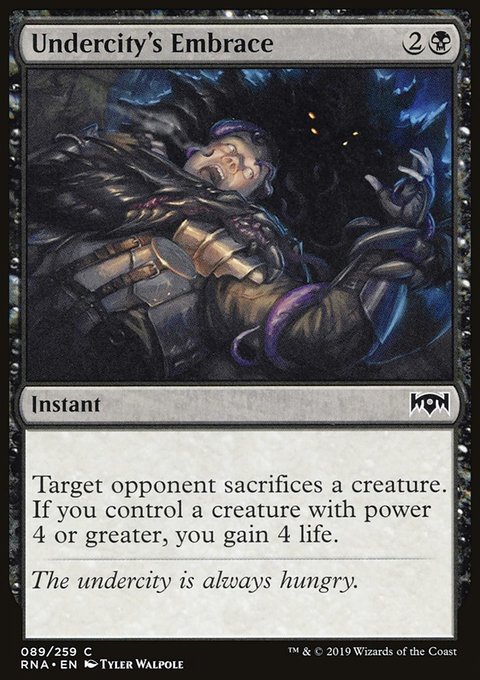 Undercity's Embrace 2
Instant
Target opponent sacrifices a creature.
If you control a creature with power
4 or greater, you gain 4 life.
The undercity is always hungry.
089/259 C
RNA • EN Tyler Walpole
™ & © 2019 Wizards of the Coast